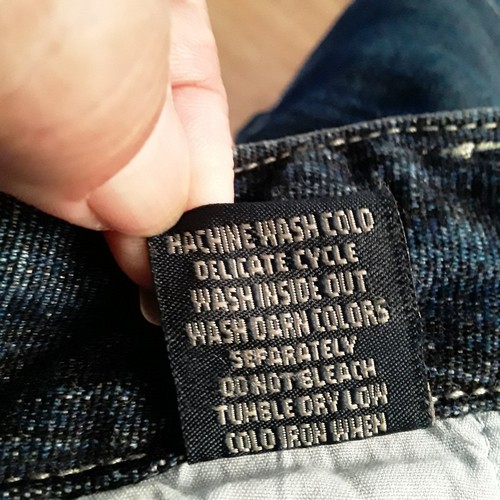 MACHINE WASH COLD
DELICATE CYCLE
WASH INSIDE OUT
WASH DARN COLORS
SEPARATELY
DO NOT BLEACH
TUMBLE DRY LOW
COLD IRON WHEN